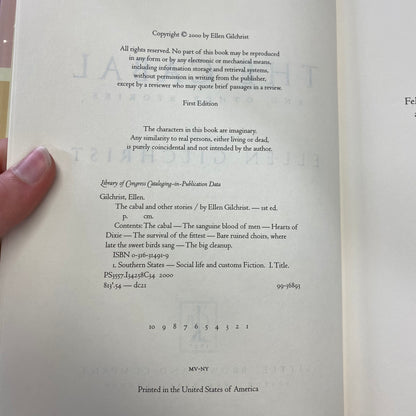 Copyright © 2000 by Ellen Gilchrist
All rights reserved. No part of this book may be reproduced
in any form or by any electronic or mechanical means,
including information storage and retrieval systems,
without permission in writing from the publisher,
except by a reviewer who may quote brief passages in a review.
First Edition
The characters in this book are imaginary.
Any similarity to real persons, either living or dead,
is purely coincidental and not intended by the author.
Library of Congress Cataloging-in-Publication Data
Gilchrist, Ellen.
The cabal and other stories / by Ellen Gilchrist. — 1st ed.
p. cm.
Contents: The cabal — The sanguine blood of men — Hearts of
Dixie — The survival of the fittest — Bare ruined choirs, where
late the sweet birds sang — The big cleanup.
ISBN 0-316-31491-9
1. Southern States — Social life and customs Fiction. I. Title.
PS3557.I34258C34 2000
813'.54 — dc21 99-36893
10 9 8 7 6 5 4 3 2 1
MV-NY
Printed in the United States of America
Fel
a